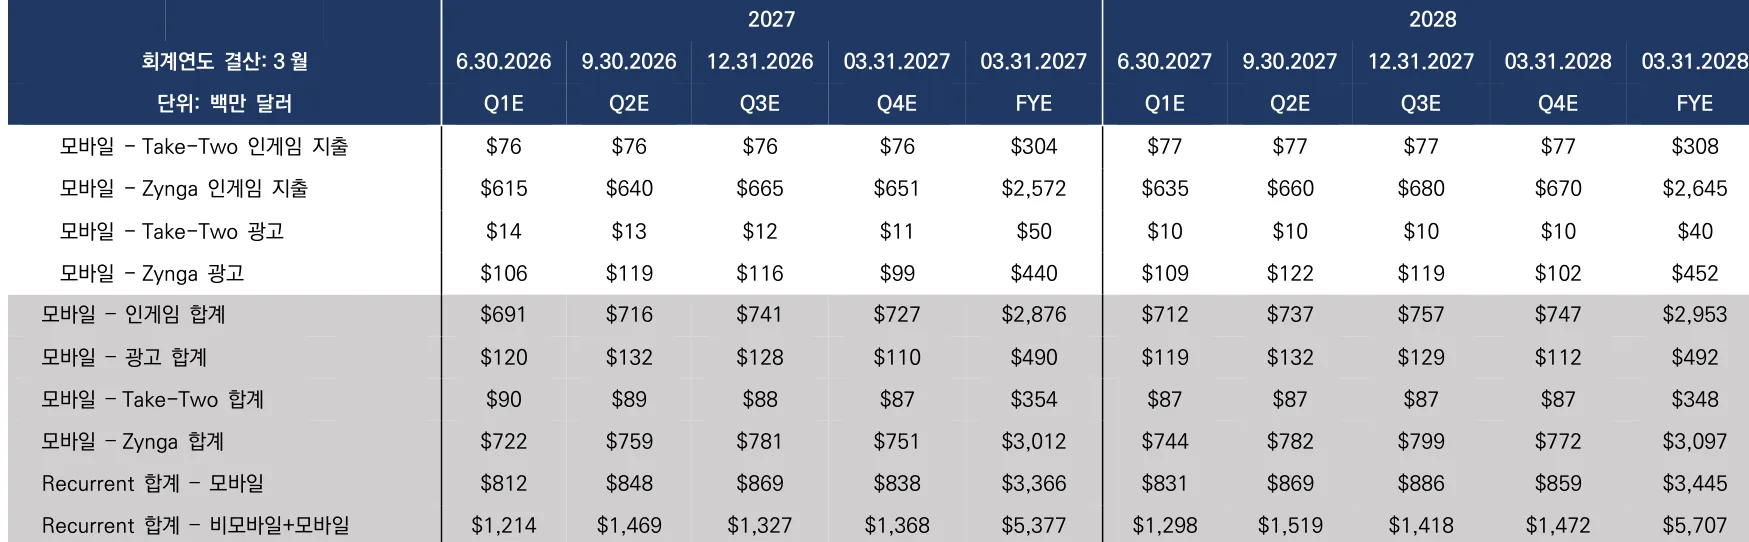 2027 2028
회계연도 결산: 3월 6.30.2026 9.30.2026 12.31.2026 03.31.2027 03.31.2027 6.30.2027 9.30.2027 12.31.2027 03.31.2028 03.31.2028
단위: 백만 달러 Q1E Q2E Q3E Q4E FYE Q1E Q2E Q3E Q4E FYE
모바일 - Take-Two 인게임 지출 $76 $76 $76 $76 $304 $77 $77 $77 $77 $308
모바일 - Zynga 인게임 지출 $615 $640 $665 $651 $2,572 $635 $660 $680 $670 $2,645
모바일 - Take-Two 광고 $14 $13 $12 $11 $50 $10 $10 $10 $10 $40
모바일 - Zynga 광고 $106 $119 $116 $99 $440 $109 $122 $119 $102 $452
모바일 - 인게임 합계 $691 $716 $741 $727 $2,876 $712 $737 $757 $747 $2,953
모바일 - 광고 합계 $120 $132 $128 $110 $490 $119 $132 $129 $112 $492
모바일 - Take-Two 합계 $90 $89 $88 $87 $354 $87 $87 $87 $87 $348
모바일 - Zynga 합계 $722 $759 $781 $751 $3,012 $744 $782 $799 $772 $3,097
Recurrent 합계 - 모바일 $812 $848 $869 $838 $3,366 $831 $869 $886 $859 $3,445
Recurrent 합계 - 비모바일+모바일 $1,214 $1,469 $1,327 $1,368 $5,377 $1,298 $1,519 $1,418 $1,472 $5,707